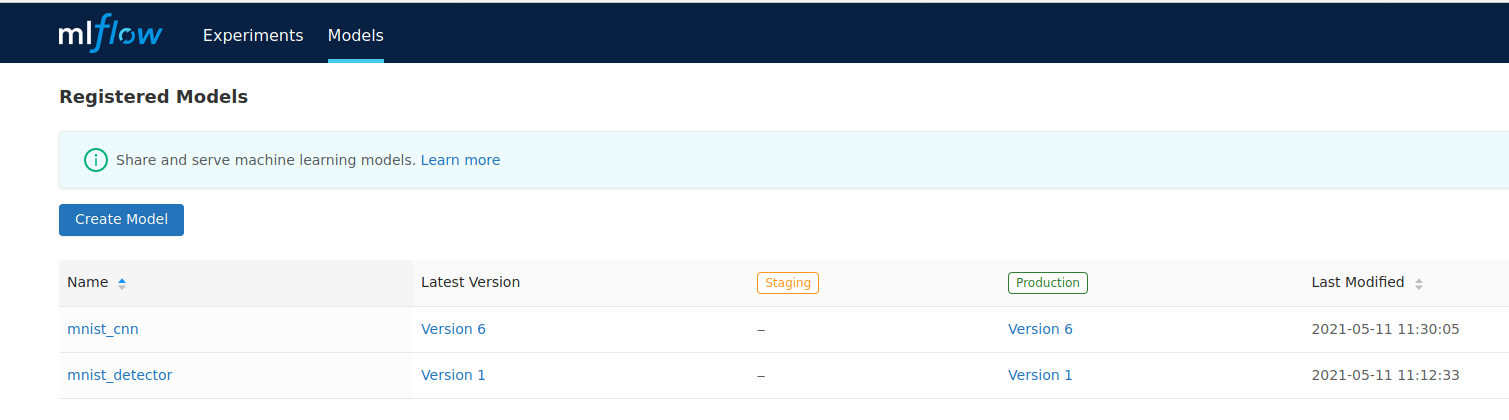 mlflow Experiments Models
Registered Models
Share and serve machine learning models. Learn more
Create Model
Name Latest Version Staging Production Last Modified
mnist_cnn Version 6 – Version 6 2021-05-11 11:30:05
mnist_detector Version 1 – Version 1 2021-05-11 11:12:33